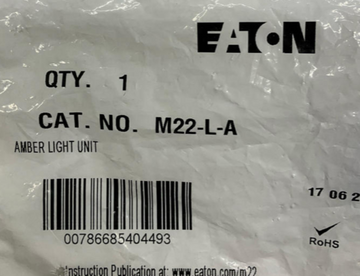 EATON
QTY. 1
CAT. NO. M22-L-A
AMBER LIGHT UNIT
17 06 2
00786685404493
RoHS
Instruction Publication at: www.eaton.com/m22